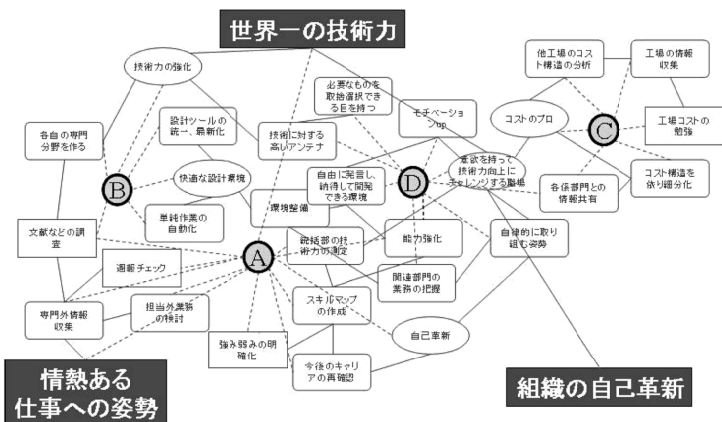 世界一の技術力
技術力の強化
他工場のコス
ト構造の分析
工場の情報
収集
必要なものを
取捨選択でき
る目を持つ
設計ツールの
統一、最新化
モチベーショ
ンup
各自の専門
分野を作る
技術に対する
高いアンテナ
コストのプロ
C
工場コストの
勉強
快適な設計環境
自由に発言し、
納得して開発
できる環境
D
意欲を持って
技術力向上に
チャレンジする職場
B
環境整備
各係部門との
情報共有
コスト構造を
依り細分化
単純作業の
自動化
文献などの調
査
統括部の技
術力の測定
能力強化
自律的に取り
組む姿勢
A
週報チェック
関連部門の
業務の把握
専門外情報
収集
担当外業務
の検討
スキルマップ
の作成
自己革新
強み弱みの明
確化
今後のキャリ
アの再確認
情熱ある
仕事への姿勢
組織の自己革新